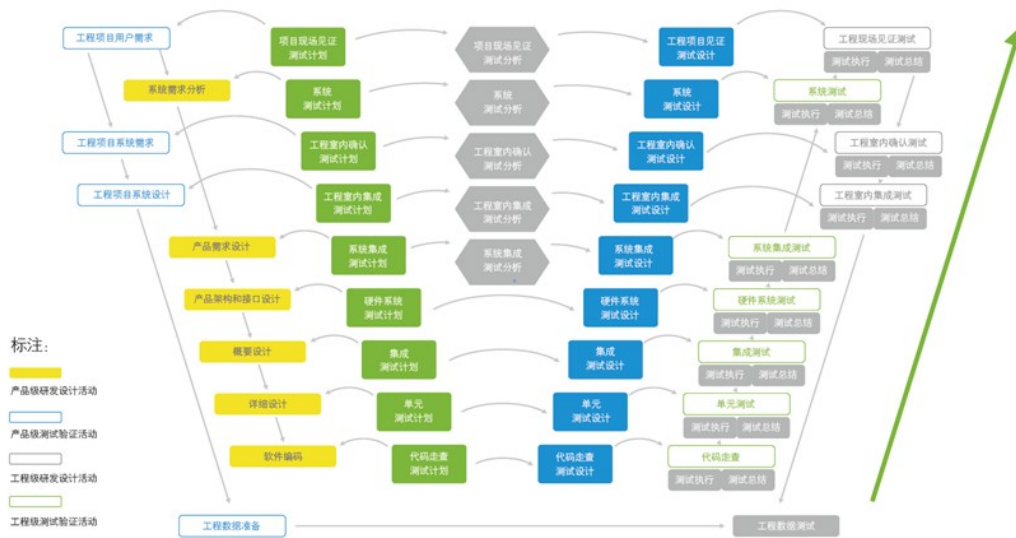 工程项目用户需求
项目现场见证
测试计划
项目现场见证
测试分析
工程项目见证
测试设计
工程现场见证测试
测试执行 测试总结
系统需求分析
系统
测试计划
系统
测试分析
系统
测试设计
系统测试
测试执行 测试总结
工程项目系统需求
工程室内确认
测试计划
工程室内确认
测试分析
工程室内确认
测试设计
工程室内确认测试
测试执行 测试总结
工程项目系统设计
工程室内集成
测试计划
工程室内集成
测试分析
工程室内集成
测试设计
工程室内集成测试
测试执行 测试总结
产品需求设计
系统集成
测试计划
系统集成
测试分析
系统集成
测试设计
系统集成测试
测试执行 测试总结
产品架构和接口设计
硬件系统
测试计划
硬件系统
测试设计
硬件系统测试
测试执行 测试总结
概要设计
集成
测试计划
集成
测试设计
集成测试
测试执行 测试总结
详细设计
单元
测试计划
单元
测试设计
单元测试
测试执行 测试总结
软件编码
代码走查
测试计划
代码走查
测试设计
代码走查
测试执行 测试总结
工程数据准备
工程数据测试
标注:
产品级研发设计活动
产品级测试验证活动
工程级研发设计活动
工程级测试验证活动